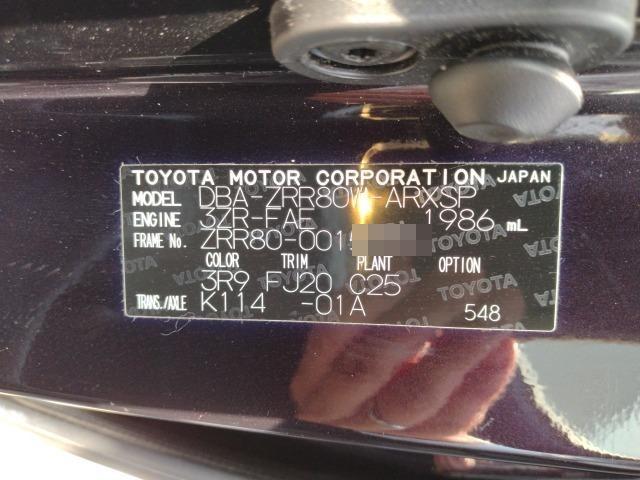 TOYOTA MOTOR CORPORATION JAPAN
MODEL DBA-ZRR80W-ARXSP
ENGINE 3ZR-FAE 1986 mL
FRAME No. ZRR80-0015
COLOR TRIM PLANT OPTION
3R9 FJ20 C25
TRANS./AXLE K114 -01A 548